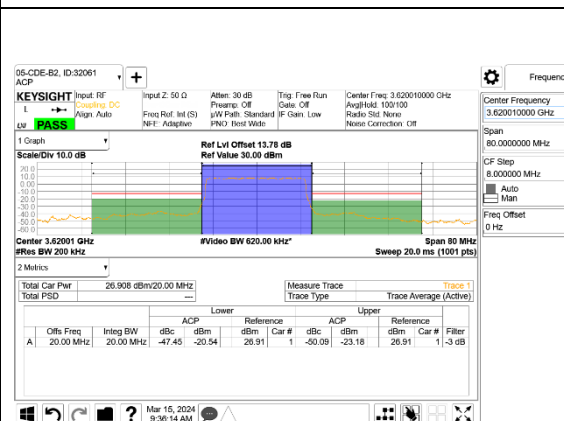 05-CDE-B2, ID:32061
ACP
Frequenc
KEYSIGHT Input: RF Input Z: 50 Ω Atten: 30 dB Trig: Free Run Center Freq: 3.620010000 GHz
L Coupling: DC Preamp: Off Gate: Off Avg|Hold: 100/100
Align: Auto Freq Ref: Int (S) µW Path: Standard IF Gain: Low Radio Std: None
PASS NFE: Adaptive PNO: Best Wide Noise Correction: Off
Center Frequency
3.620010000 GHz
Span
80.0000000 MHz
CF Step
8.000000 MHz
Auto
Man
Freq Offset
0 Hz
1 Graph Ref Lvl Offset 13.78 dB
Scale/Div 10.0 dB Ref Value 30.00 dBm
20.0
10.0
0.00
-10.0
-20.0
-30.0
-40.0
-50.0
-60.0
Center 3.62001 GHz #Video BW 620.00 kHz* Span 80 MHz
#Res BW 200 kHz Sweep 20.0 ms (1001 pts)
2 Metrics
Total Car Pwr 26.908 dBm/20.00 MHz Measure Trace Trace 1
Total PSD --- Trace Type Trace Average (Active)
Lower Upper
ACP Reference ACP Reference
Offs Freq Integ BW dBc dBm dBm Car # dBc dBm dBm Car # Filter
A 20.00 MHz 20.00 MHz -47.45 -20.54 26.91 1 -50.09 -23.18 26.91 1 -3 dB
?
Mar 15, 2024
9:36:14 AM